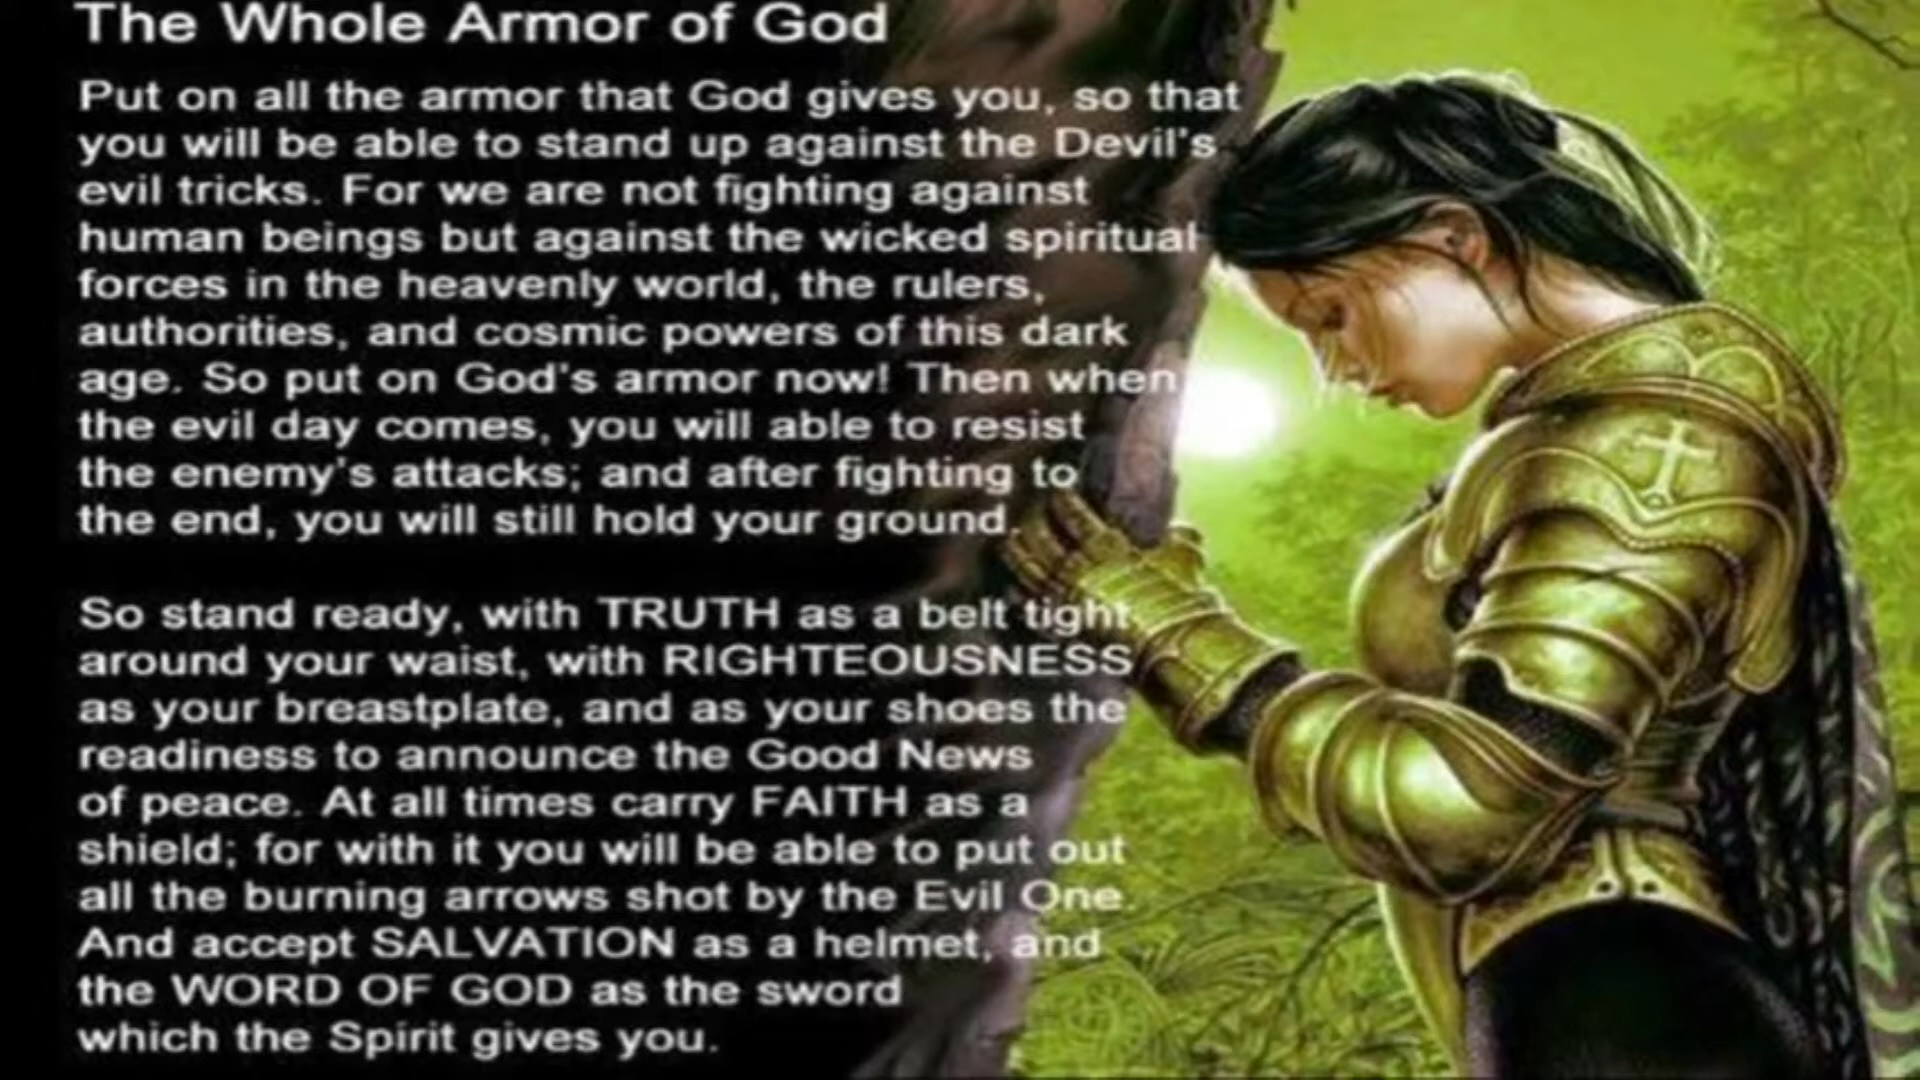 The Whole Armor of God
Put on all the armor that God gives you, so that
you will be able to stand up against the Devil's
evil tricks. For we are not fighting against
human beings but against the wicked spiritual
forces in the heavenly world, the rulers,
authorities, and cosmic powers of this dark
age. So put on God's armor now! Then when
the evil day comes, you will able to resist
the enemy's attacks; and after fighting to
the end, you will still hold your ground.
So stand ready, with TRUTH as a belt tight
around your waist, with RIGHTEOUSNESS
as your breastplate, and as your shoes the
readiness to announce the Good News
of peace. At all times carry FAITH as a
shield; for with it you will be able to put out
all the burning arrows shot by the Evil One.
And accept SALVATION as a helmet, and
the WORD OF GOD as the sword
which the Spirit gives you.